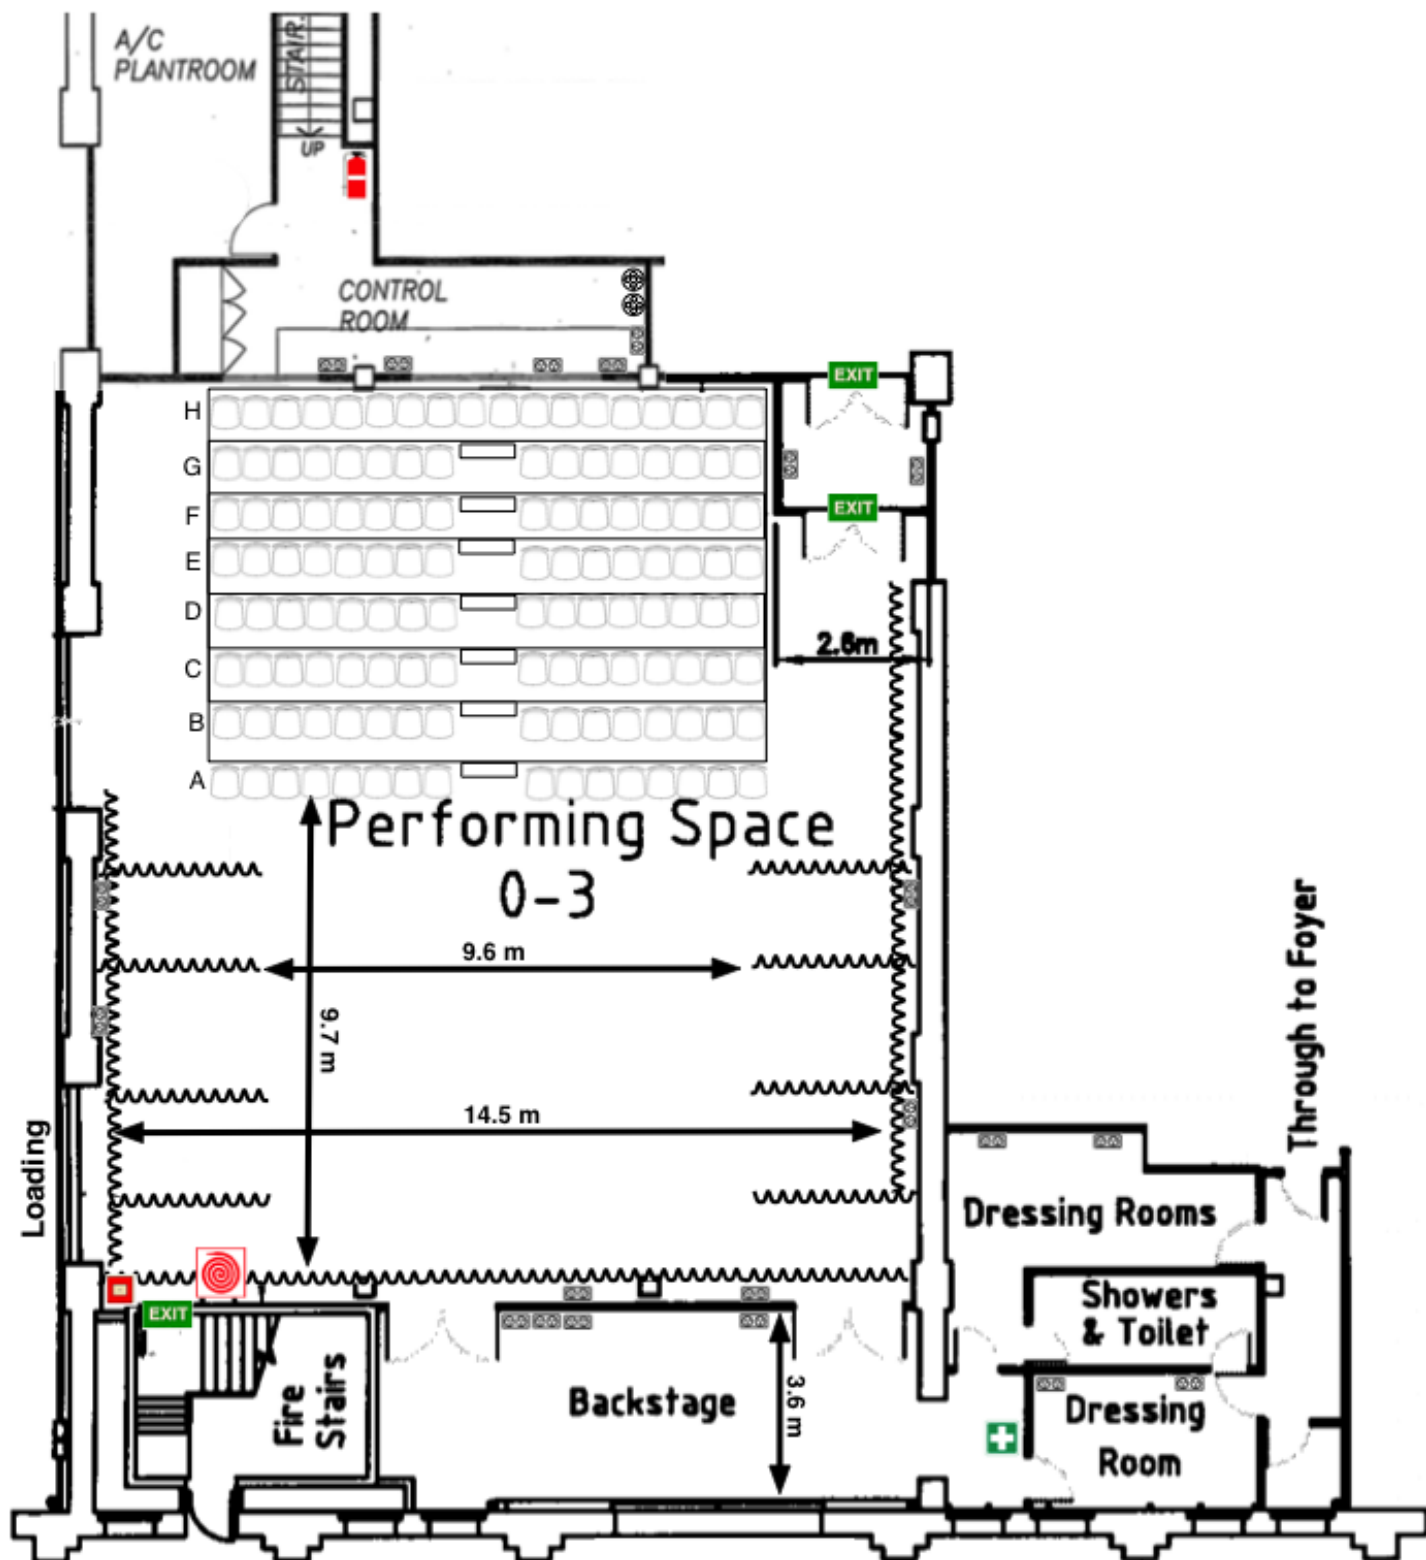 A/C
PLANTROOM
STAIR.
UP
CONTROL
ROOM
EXIT
H
G
EXIT
F
E
D
2.6m
C
B
A
Performing Space
0-3
9.6 m
9.7 m
Through to Foyer
14.5 m
Loading
Dressing Rooms
Showers
& Toilet
EXIT
Fire
Stairs
Backstage
3.6 m
Dressing
Room